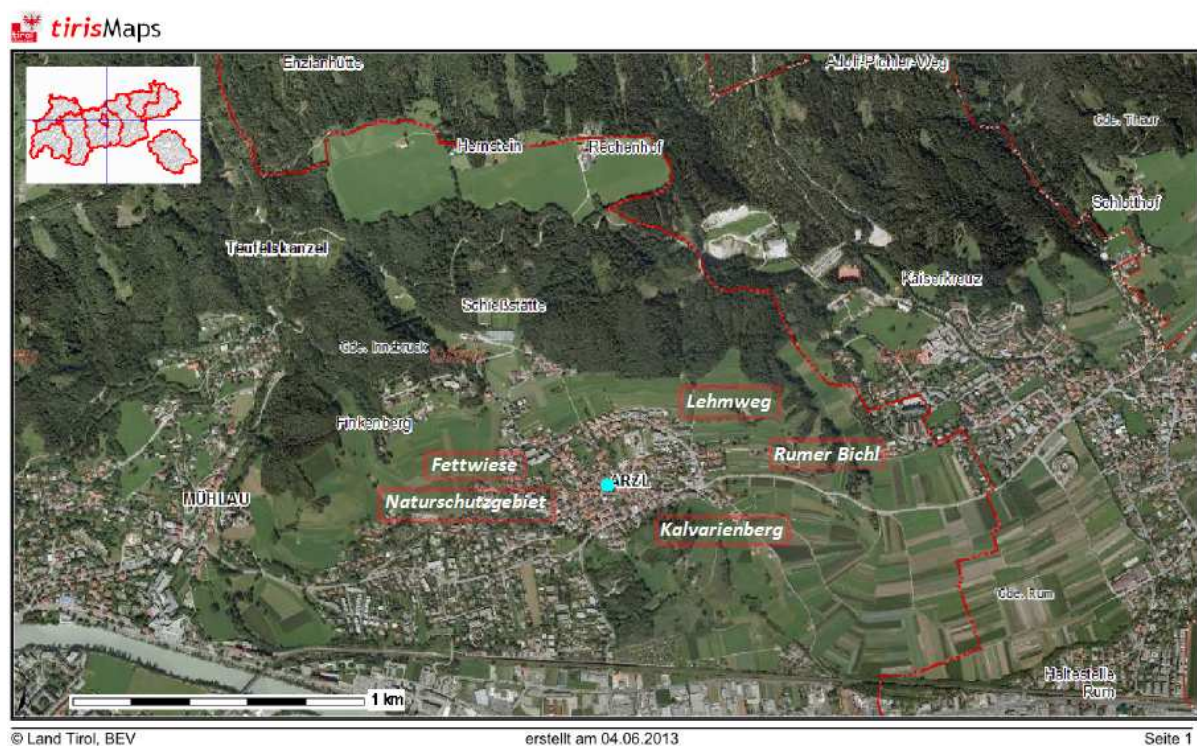 tirol
tirisMaps
Enzianhütte
Adolf-Pichler-Weg
Gde. Thaur
Hernstein
Rechenhof
Schlotthof
Teufelskanzel
Kaiserkreuz
Schießstätte
Gde. Innsbruck
Lehmweg
Finkenberg
Rumer Bichl
Fettwiese
ARZL
MÜHLAU
Naturschutzgebiet
Kalvarienberg
Gde. Rum
Haltestelle
Rum
1 km
© Land Tirol, BEV
erstellt am 04.06.2013
Seite 1